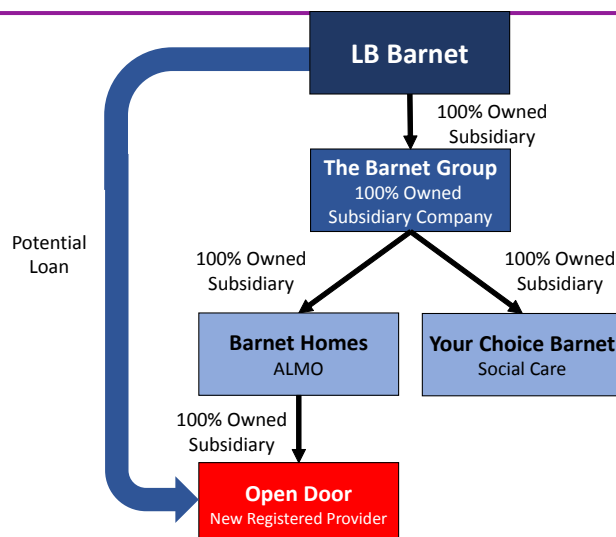 LB Barnet
100% Owned
Subsidiary
The Barnet Group
100% Owned
Subsidiary Company
Potential
Loan
100% Owned
Subsidiary
100% Owned
Subsidiary
Barnet Homes
ALMO
Your Choice Barnet
Social Care
100% Owned
Subsidiary
Open Door
New Registered Provider